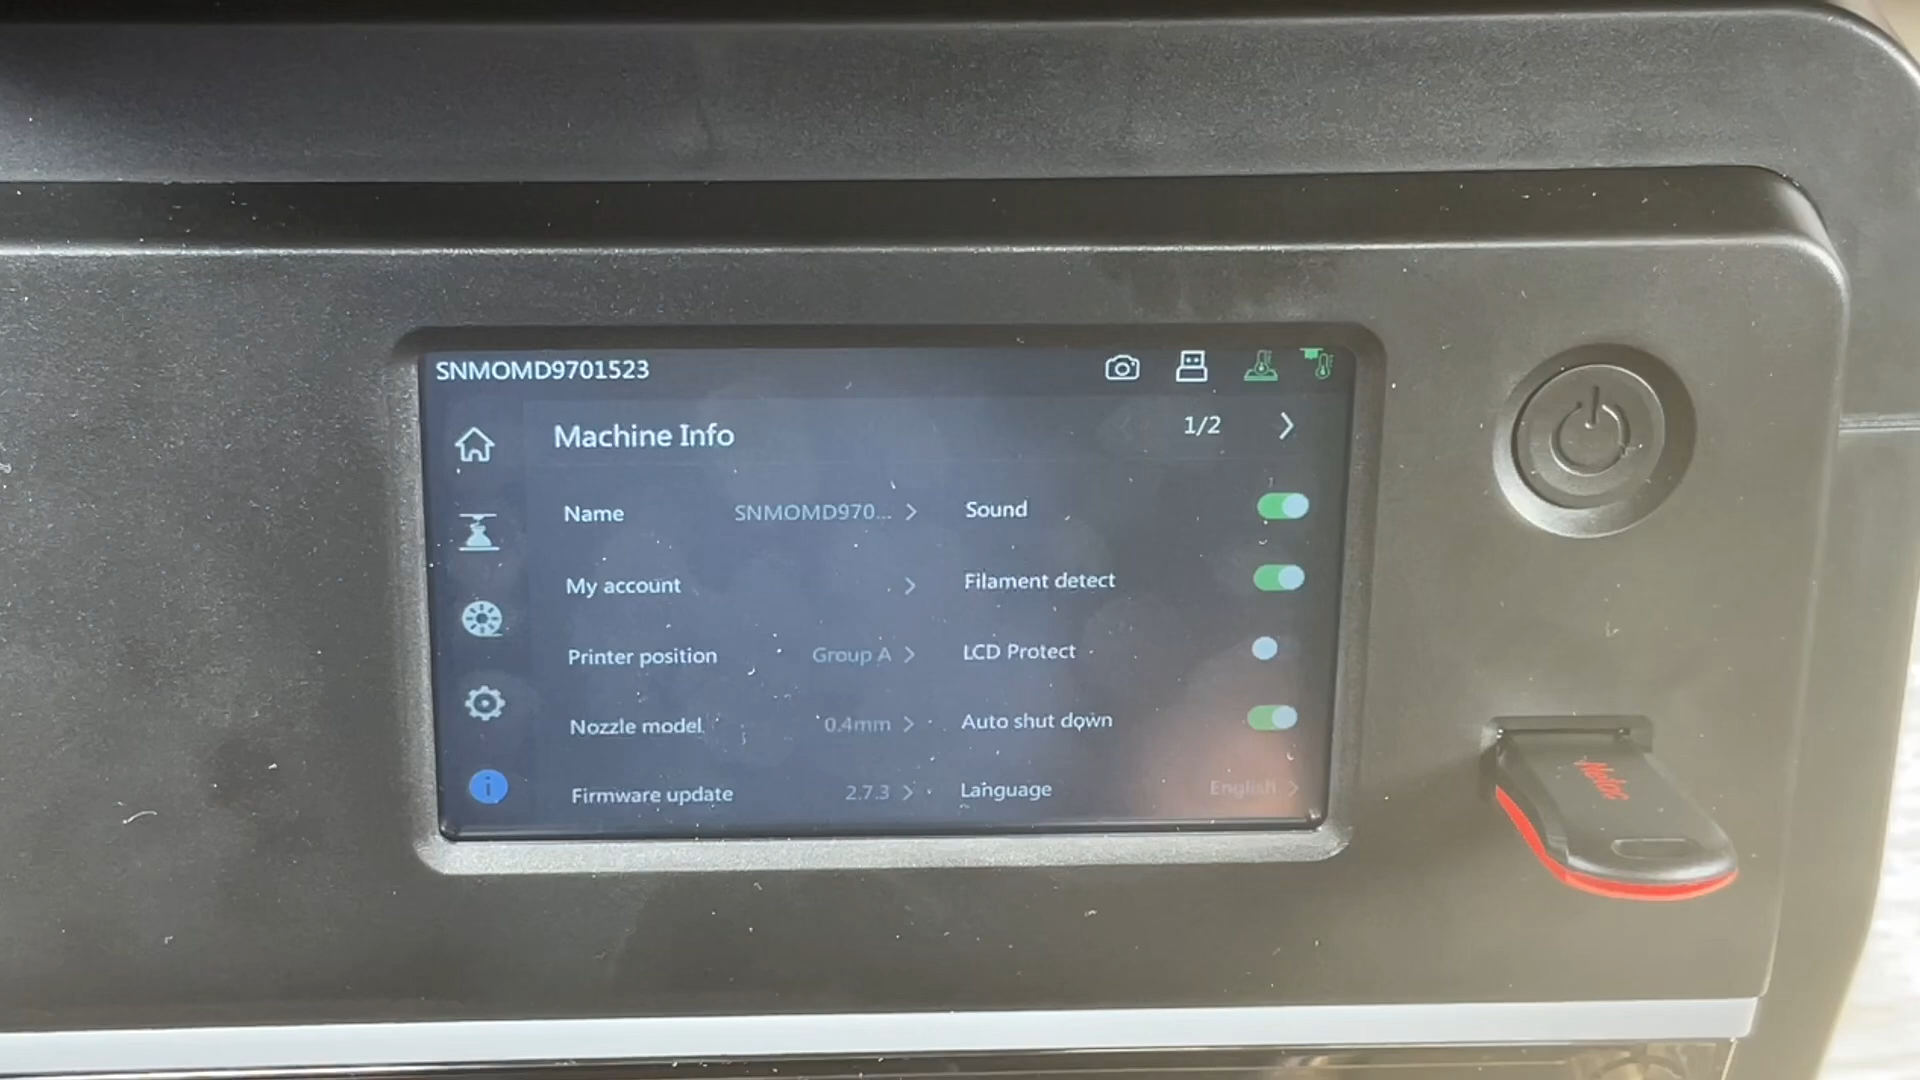 SNMOMD9701523
Machine Info
1/2
Name SNMOMD970...
Sound
My account
Filament detect
Printer position Group A
LCD Protect
Nozzle model 0.4mm
Auto shut down
Firmware update 2.7.3
Language English
Netac